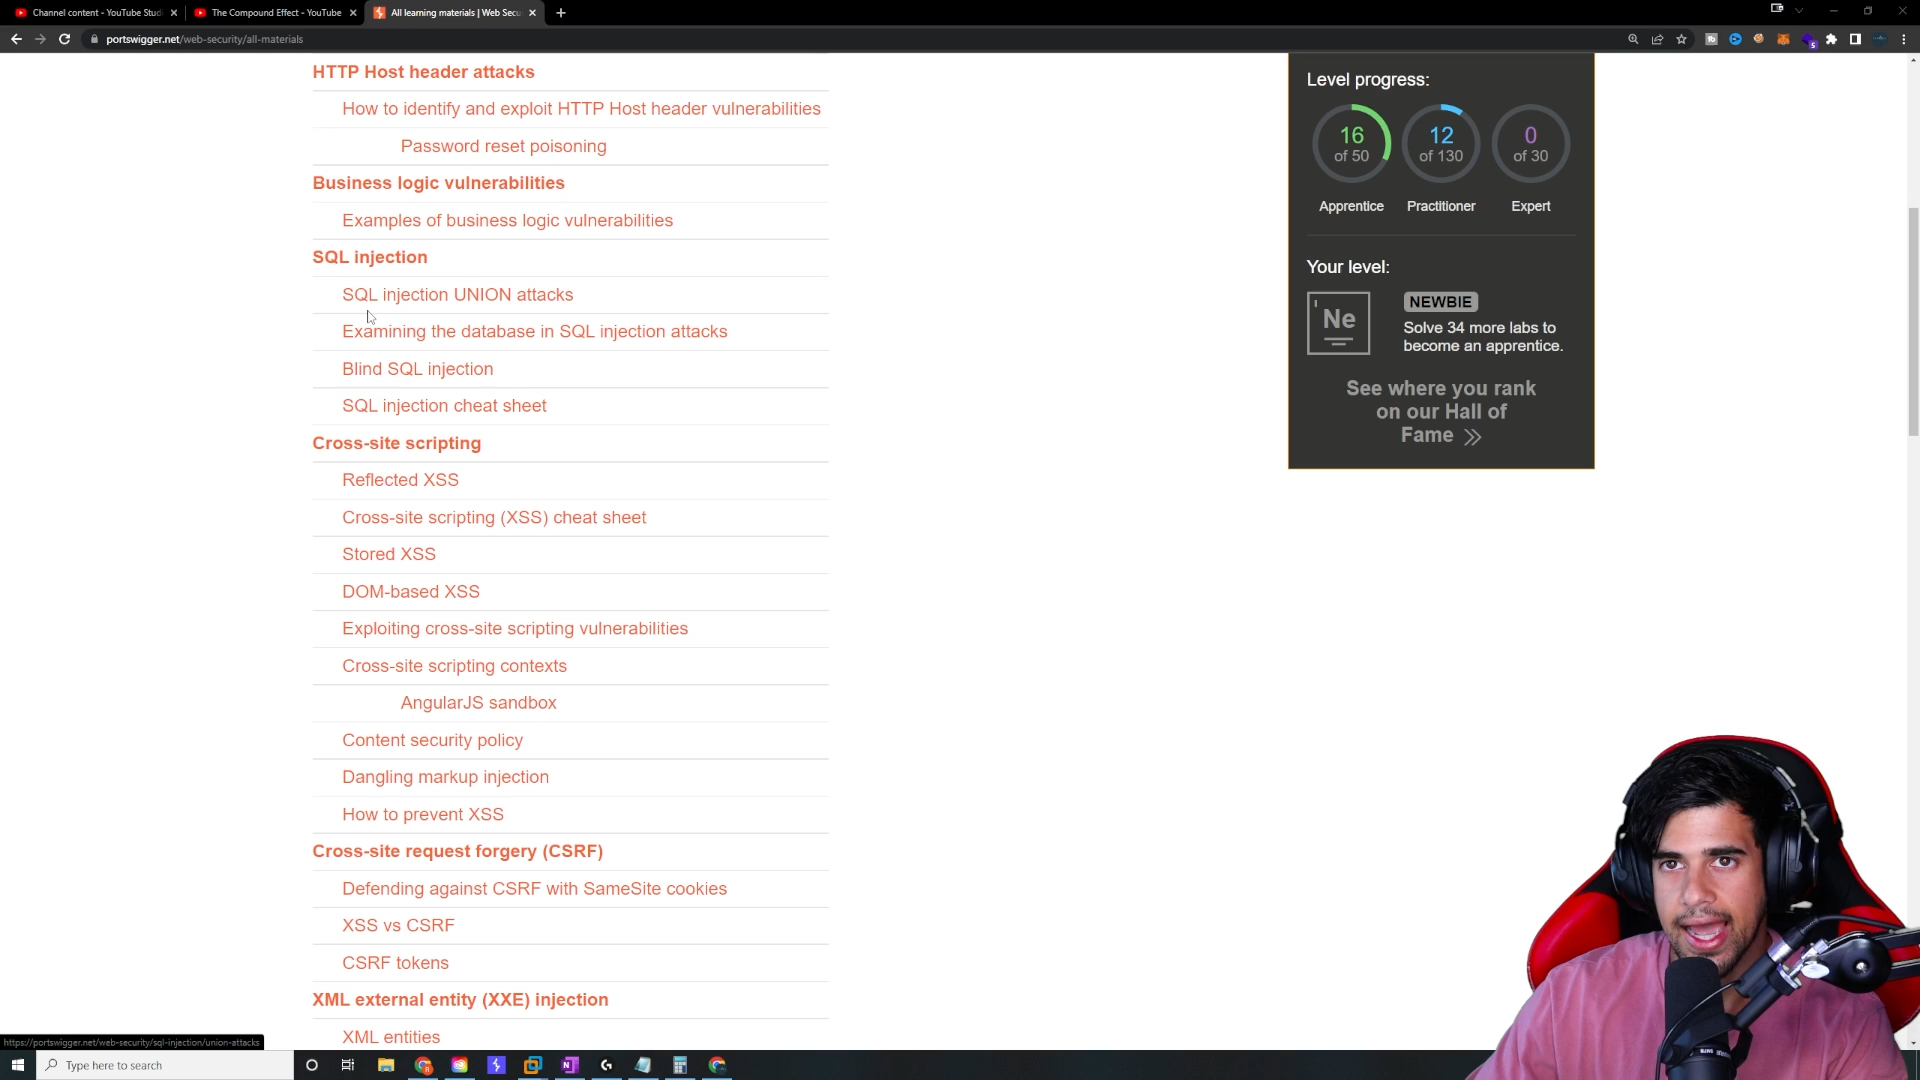 Channel content - YouTube Stud
The Compound Effect - YouTube
All learning materials | Web Secu
portswigger.net/web-security/all-materials
HTTP Host header attacks
How to identify and exploit HTTP Host header vulnerabilities
Password reset poisoning
Business logic vulnerabilities
Examples of business logic vulnerabilities
SQL injection
SQL injection UNION attacks
Examining the database in SQL injection attacks
Blind SQL injection
SQL injection cheat sheet
Cross-site scripting
Reflected XSS
Cross-site scripting (XSS) cheat sheet
Stored XSS
DOM-based XSS
Exploiting cross-site scripting vulnerabilities
Cross-site scripting contexts
AngularJS sandbox
Content security policy
Dangling markup injection
How to prevent XSS
Cross-site request forgery (CSRF)
Defending against CSRF with SameSite cookies
XSS vs CSRF
CSRF tokens
XML external entity (XXE) injection
XML entities
Level progress:
16 of 50
12 of 130
0 of 30
Apprentice
Practitioner
Expert
Your level:
Ne
NEWBIE
Solve 34 more labs to
become an apprentice.
See where you rank
on our Hall of
Fame
https://portswigger.net/web-security/sql-injection/union-attacks
Type here to search